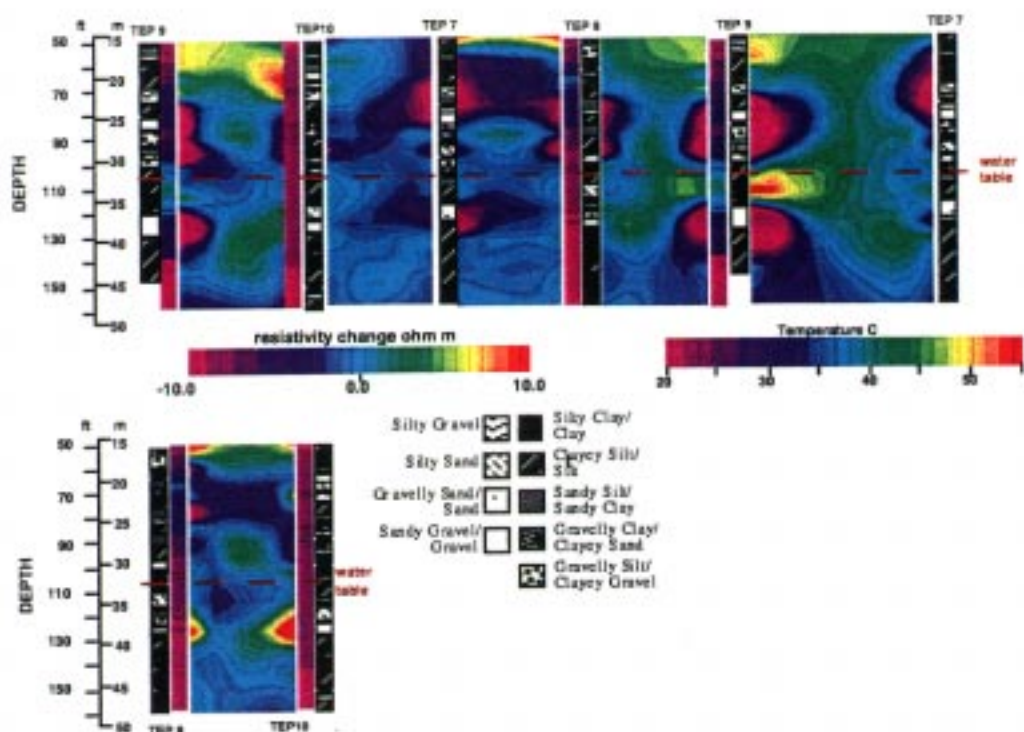 ft m TEP 9 TEP10 TEP 7 TEP 8 TEP 9 TEP 7
50 15
20
70
25
90
30
110
35
130
40
150 45
50
DEPTH
water
table
resistivity change ohm m
-10.0 0.0 10.0
Temperature C
20 30 40 50
ft m
50 15
20
70
25
90
30
110
35
130
40
150 45
50
DEPTH
water
table
TEP 8 TEP10
Silty Gravel
Silty Sand
Gravelly Sand/
Sand
Sandy Gravel/
Gravel
Silty Clay/
Clay
Clayey Silt/
Silt
Sandy Silt/
Sandy Clay
Gravelly Clay/
Clayey Sand
Gravelly Silt/
Clayey Gravel